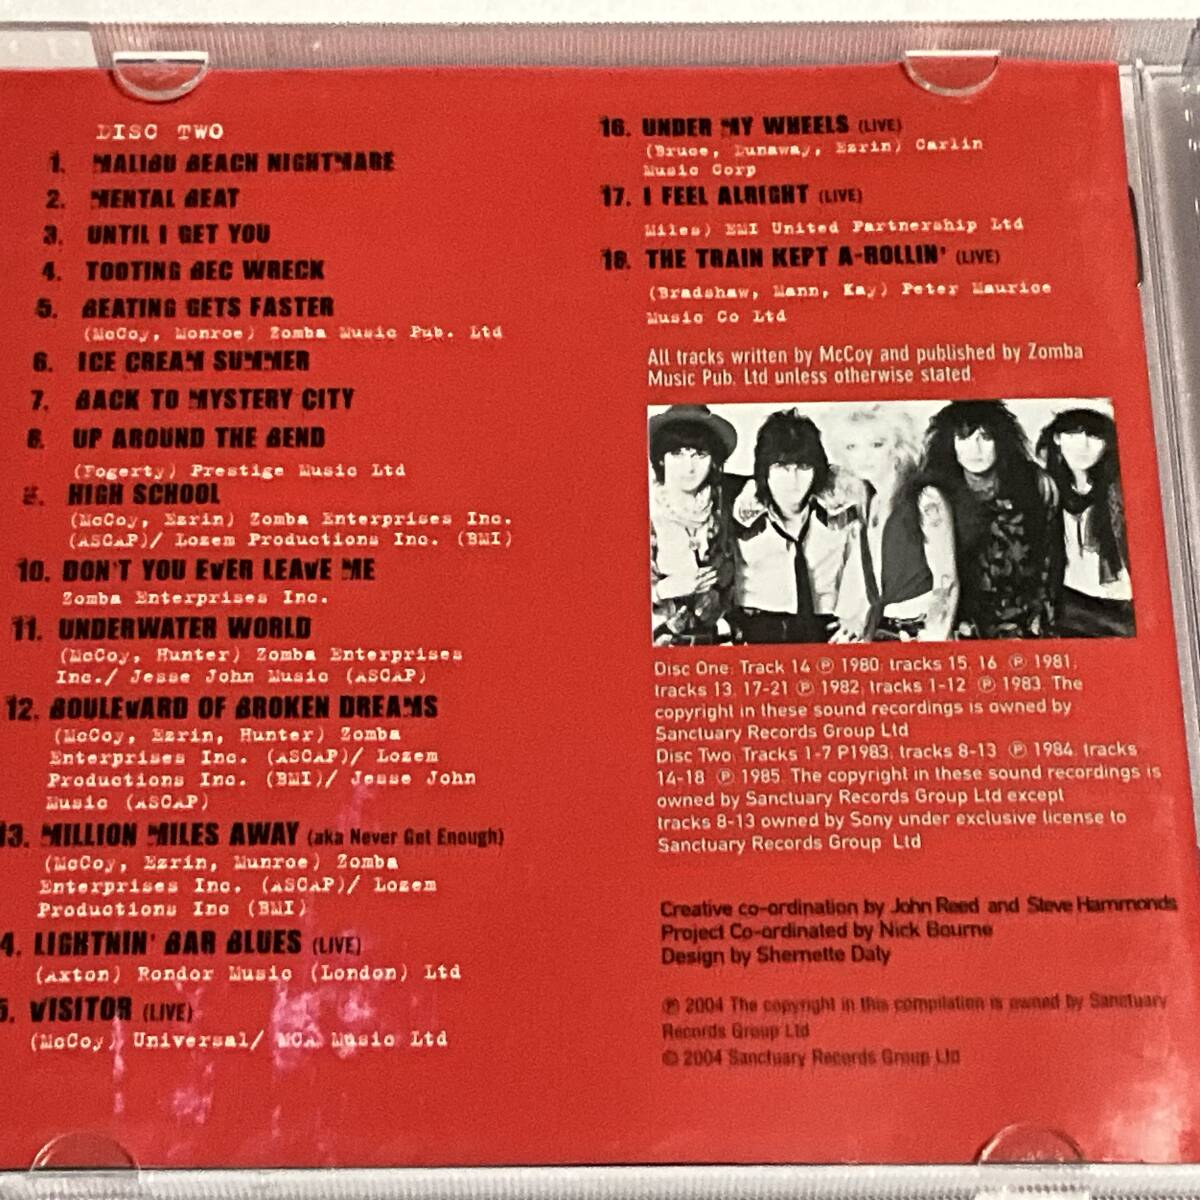 DISC TWO
1. MALIBU BEACH NIGHTMARE
2. MENTAL BEAT
3. UNTIL I GET YOU
4. TOOTING BEC WRECK
5. BEATING GETS FASTER
(McCoy, Monroe) Zomba Music Pub. Ltd
6. ICE CREAM SUMMER
7. BACK TO MYSTERY CITY
8. UP AROUND THE BEND
(Fogerty) Prestige Music Ltd
9. HIGH SCHOOL
(McCoy, Ezrin) Zomba Enterprises Inc.
(ASCAP)/ Lozem Productions Inc. (BMI)
10. DON'T YOU EVER LEAVE ME
Zomba Enterprises Inc.
11. UNDERWATER WORLD
(McCoy, Hunter) Zomba Enterprises
Inc./ Jesse John Music (ASCAP)
12. BOULEVARD OF BROKEN DREAMS
(McCoy, Ezrin, Hunter) Zomba
Enterprises Inc. (ASCAP)/ Lozem
Productions Inc. (BMI)/ Jesse John
Music (ASCAP)
13. MILLION MILES AWAY (aka Never Get Enough)
(McCoy, Ezrin, Munroe) Zomba
Enterprises Inc. (ASCAP)/ Lozem
Productions Inc (BMI)
4. LIGHTNIN' BAR BLUES (LIVE)
(Axton) Rondor Music (London) Ltd
5. VISITOR (LIVE)
(McCoy) Universal/ MCA Music Ltd
16. UNDER MY WHEELS (LIVE)
(Bruce, Dunaway, Ezrin) Carlin
Music Corp
17. I FEEL ALRIGHT (LIVE)
Miles) EMI United Partnership Ltd
18. THE TRAIN KEPT A-ROLLIN' (LIVE)
(Bradshaw, Mann, Kay) Peter Maurice
Music Co Ltd
All tracks written by McCoy and published by Zomba
Music Pub. Ltd unless otherwise stated.
Disc One: Track 14 ℗ 1980; tracks 15, 16 ℗ 1981;
tracks 13, 17-21 ℗ 1982; tracks 1-12 ℗ 1983. The
copyright in these sound recordings is owned by
Sanctuary Records Group Ltd
Disc Two: Tracks 1-7 P1983; tracks 8-13 ℗ 1984; tracks
14-18 ℗ 1985. The copyright in these sound recordings is
owned by Sanctuary Records Group Ltd except
tracks 8-13 owned by Sony under exclusive license to
Sanctuary Records Group Ltd
Creative co-ordination by John Reed and Steve Hammonds
Project Co-ordinated by Nick Bourne
Design by Shernette Daly
℗ 2004 The copyright in this compilation is owned by Sanctuary
Records Group Ltd
© 2004 Sanctuary Records Group Ltd